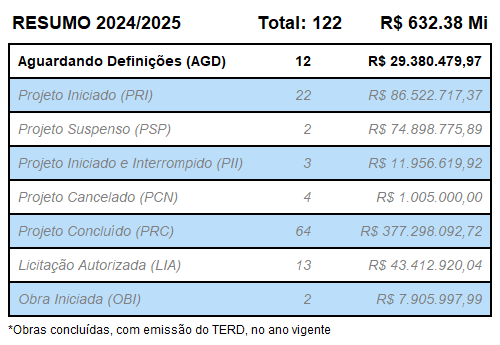 RESUMO 2024/2025 Total: 122 R$ 632.38 Mi
Aguardando Definições (AGD) 12 R$ 29.380.479,97
Projeto Iniciado (PRI) 22 R$ 86.522.717,37
Projeto Suspenso (PSP) 2 R$ 74.898.775,89
Projeto Iniciado e Interrompido (PII) 3 R$ 11.956.619,92
Projeto Cancelado (PCN) 4 R$ 1.005.000,00
Projeto Concluído (PRC) 64 R$ 377.298.092,72
Licitação Autorizada (LIA) 13 R$ 43.412.920,04
Obra Iniciada (OBI) 2 R$ 7.905.997,99
*Obras concluídas, com emissão do TERD, no ano vigente